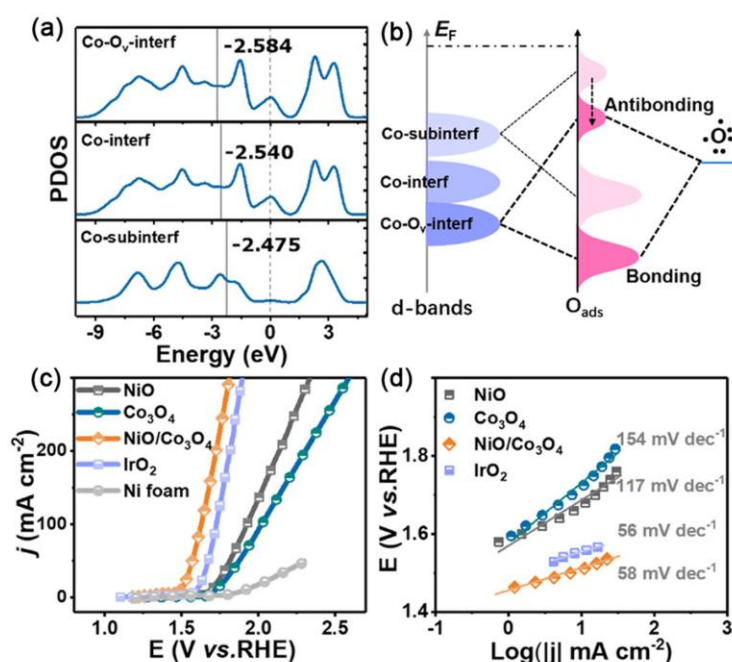 (a)
Co-Oᵥ-interf
-2.584
Co-interf
-2.540
Co-subinterf
-2.475
PDOS
-9 -6 -3 0 3
Energy (eV)
(b)
E_F
Co-subinterf
Co-interf
Co-Oᵥ-interf
Antibonding
O
Bonding
d-bands
O_ads
(c)
NiO
Co₃O₄
NiO/Co₃O₄
IrO₂
Ni foam
200
100
0
j (mA cm⁻²)
1.0 1.5 2.0 2.5
E (V vs.RHE)
(d)
NiO
Co₃O₄
NiO/Co₃O₄
IrO₂
154 mV dec⁻¹
117 mV dec⁻¹
56 mV dec⁻¹
58 mV dec⁻¹
1.8
1.6
1.4
E (V vs.RHE)
-1 0 1 2 3
Log(|j| mA cm⁻²)